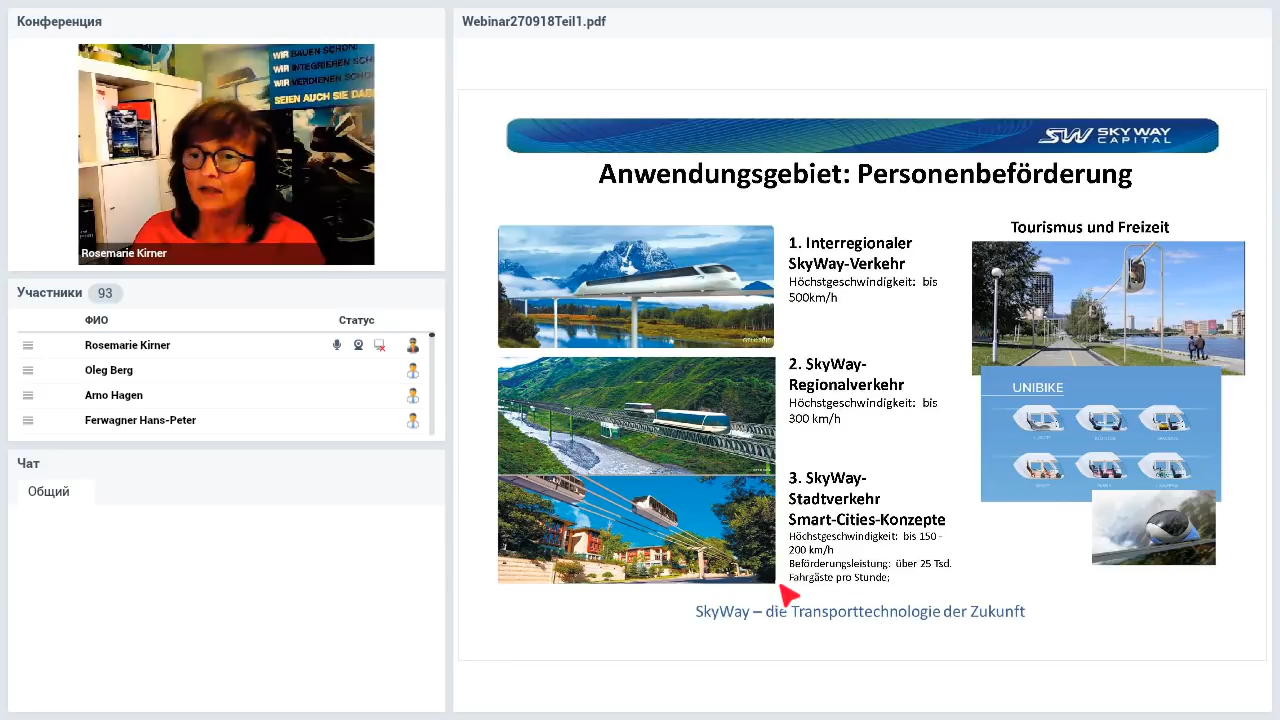 Конференция
WIR BAUEN SCHON!
WIR INTEGRIEREN SCH
WIR VERDIENEN SCH
SEIEN AUCH SIE DAB
Rosemarie Kirner
Участники 93
ФИО Статус
Rosemarie Kirner
Oleg Berg
Arno Hagen
Ferwagner Hans-Peter
Чат
Общий
Webinar270918Teil1.pdf
SW SKY WAY CAPITAL
Anwendungsgebiet: Personenbeförderung
1. Interregionaler
SkyWay-Verkehr
Höchstgeschwindigkeit: bis
500km/h
2. SkyWay-
Regionalverkehr
Höchstgeschwindigkeit: bis
300 km/h
3. SkyWay-
Stadtverkehr
Smart-Cities-Konzepte
Höchstgeschwindigkeit: bis 150 -
200 km/h
Beförderungsleistung: über 25 Tsd.
Fahrgäste pro Stunde;
Tourismus und Freizeit
UNIBIKE
SkyWay – die Transporttechnologie der Zukunft